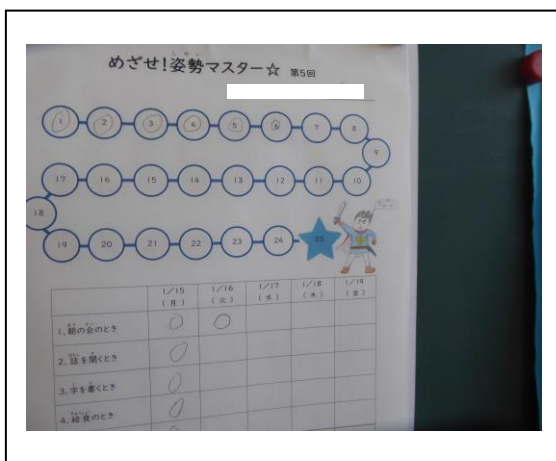 めざせ!姿勢マスター☆ 第5回
1 2 3 4 5 6 7 8
9
17 16 15 14 13 12 11 10
18
19 20 21 22 23 24 25
1/15 1/16 1/17 1/18 1/19
(月) (火) (水) (木) (金)
1、朝の会のとき ○ ○
2、話を聞くとき ○
3、字を書くとき ○
4、給食のとき ○